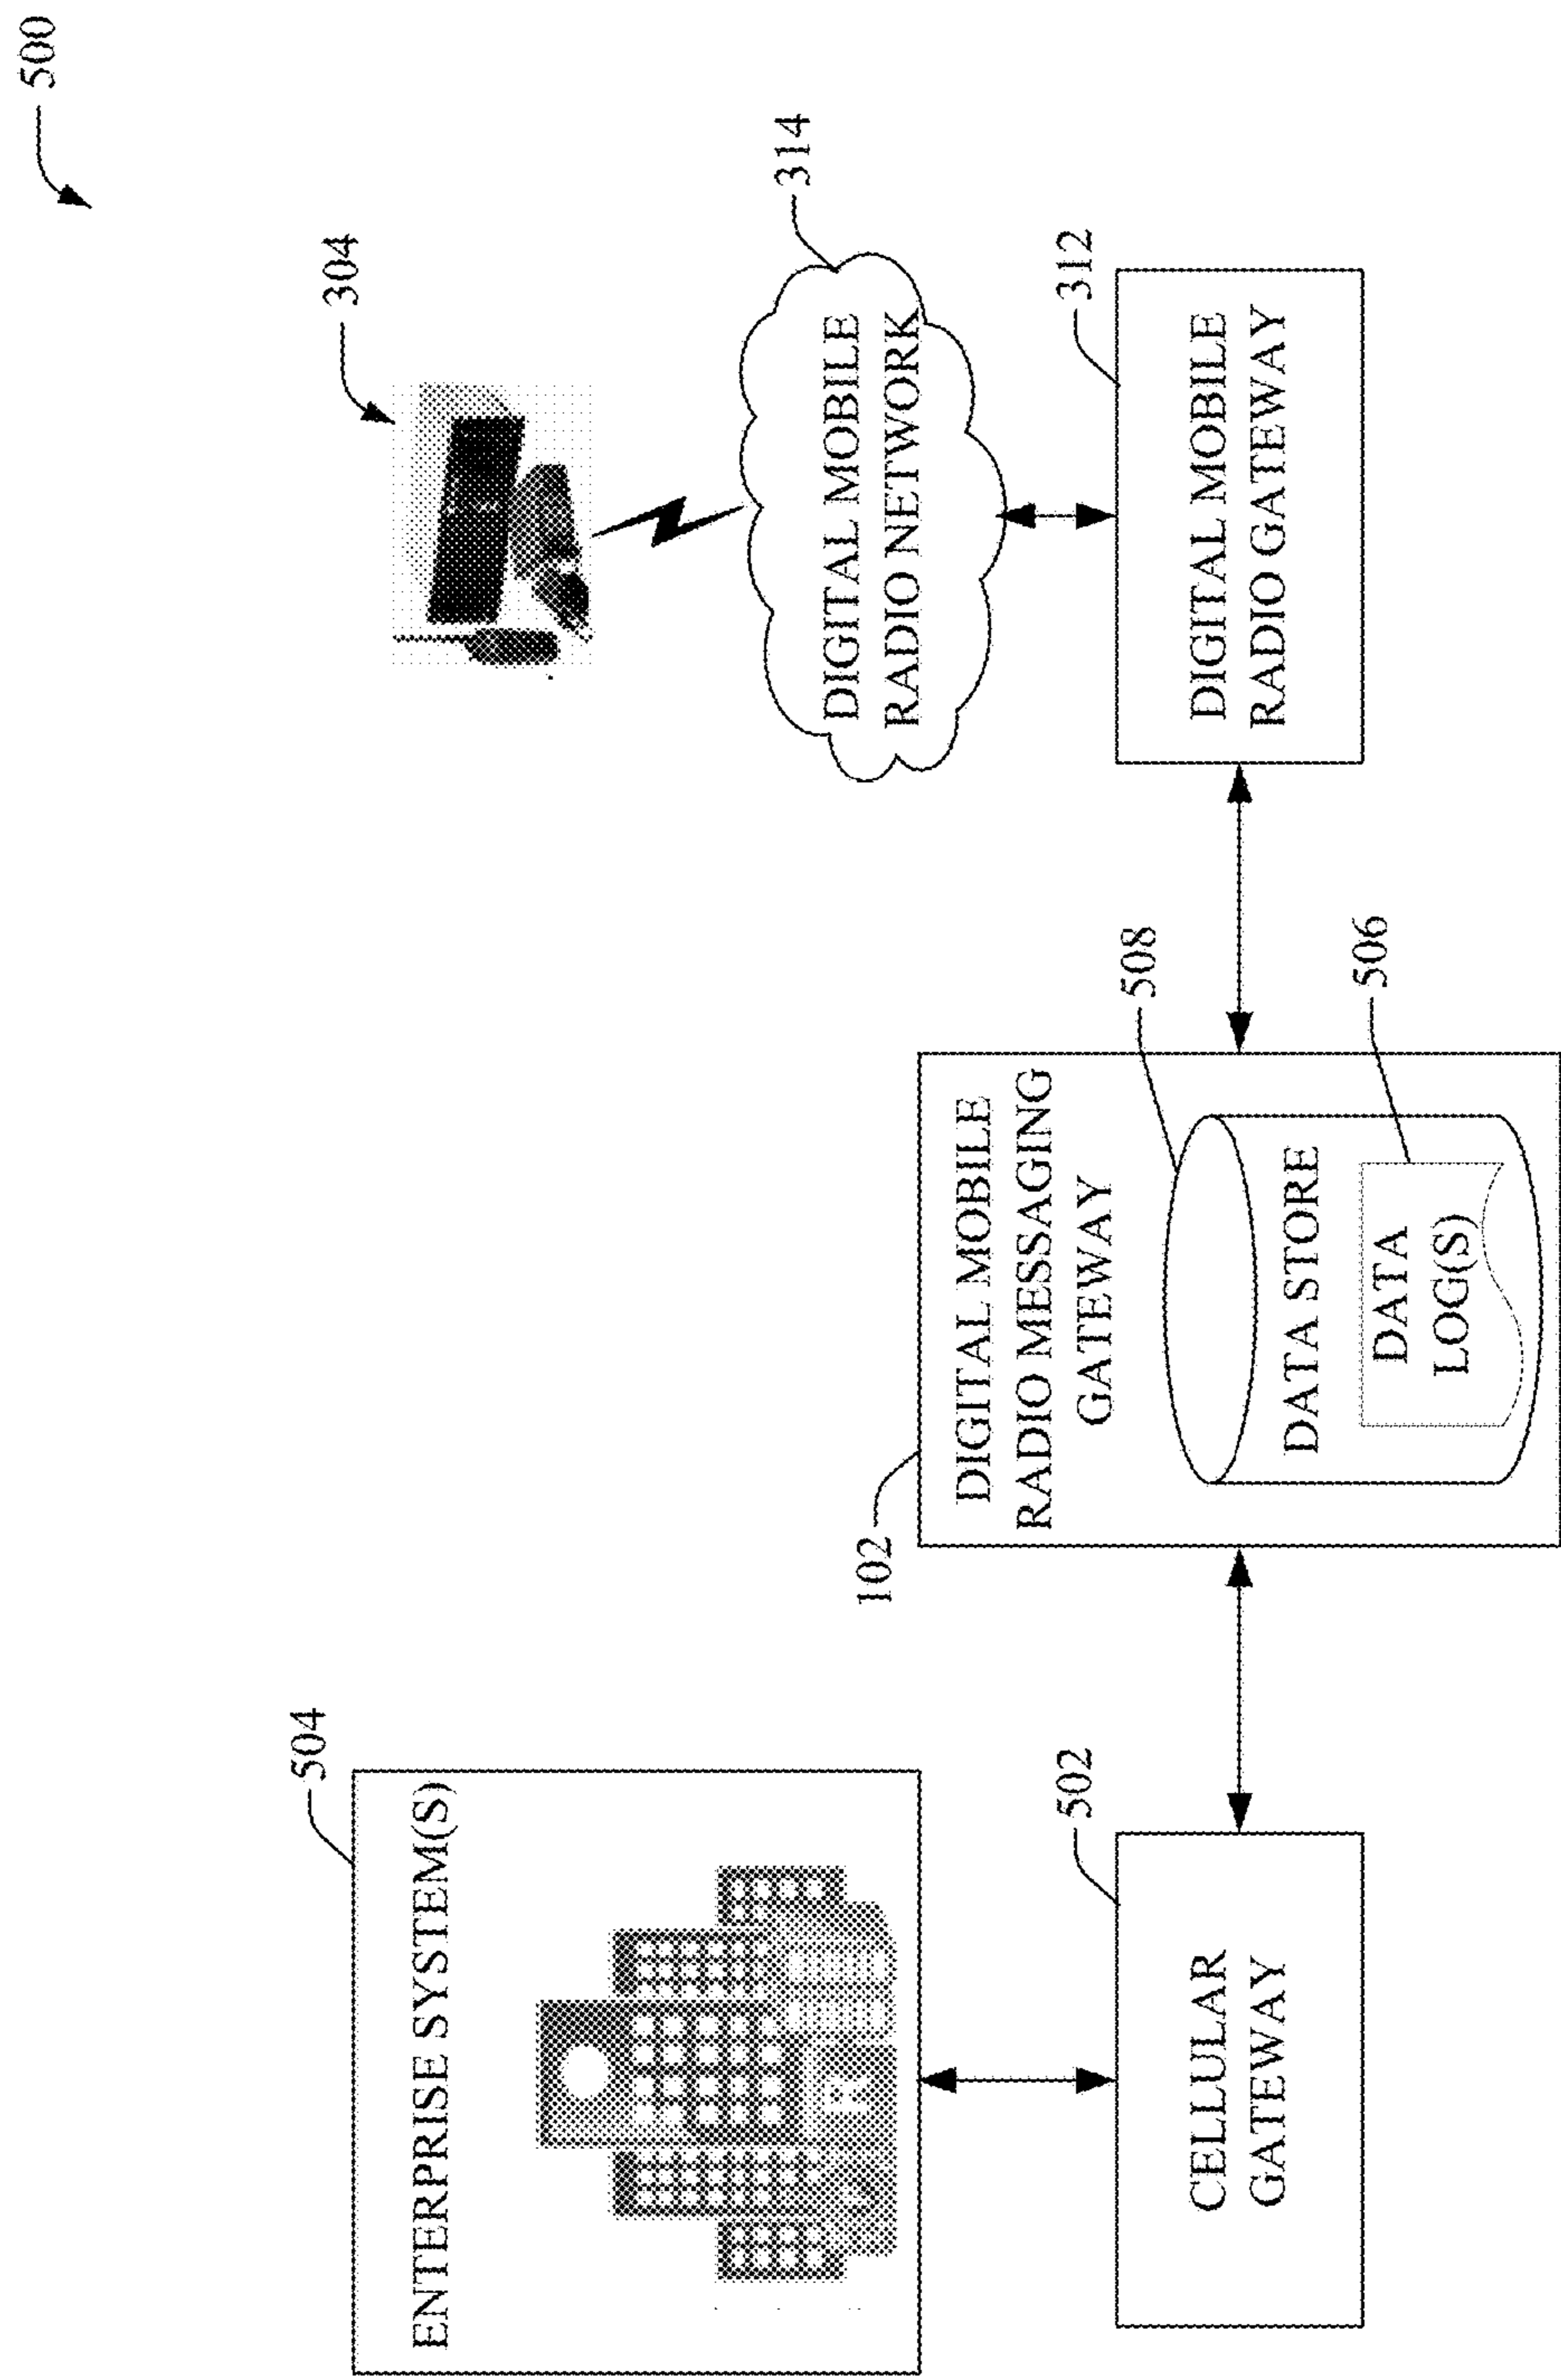 500
504
ENTERPRISE SYSTEM(S)
304
314
DIGITAL MOBILE
RADIO NETWORK
102
DIGITAL MOBILE
RADIO MESSAGING
GATEWAY
508
DATA STORE
506
DATA
LOG(S)
502
CELLULAR
GATEWAY
312
DIGITAL MOBILE
RADIO GATEWAY